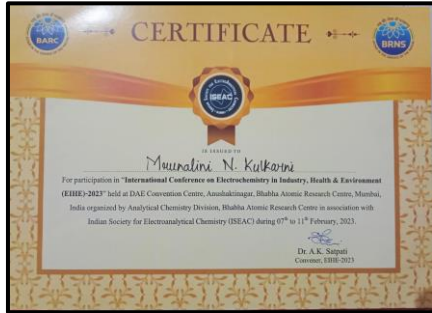 BARC
CERTIFICATE
BRNS
ISEAC
IS ISSUED TO
Mrunalini N. Kulkarni
For participation in "International Conference on Electrochemistry in Industry, Health & Environment
(EIHE)-2023" held at DAE Convention Centre, Anushaktinagar, Bhabha Atomic Research Centre, Mumbai,
India organized by Analytical Chemistry Division, Bhabha Atomic Research Centre in association with
Indian Society for Electroanalytical Chemistry (ISEAC) during 07th to 11th February, 2023.
Dr. A.K. Satpati
Convener, EIHE-2023